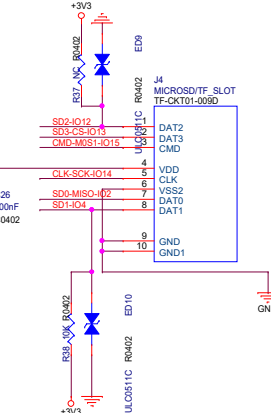 +3V3
ED9
R0402
R37 NC
ULC0511C R0402
J4
MICROSD/TF_SLOT
TF-CKT01-009D
SD2-IO12 1 DAT2
SD3-CS-IO13 2 DAT3
CMD-M0S1-IO15 3 CMD
4 VDD
CLK-SCK-IO14 5 CLK
6 VSS2
SD0-MISO-IO2 7 DAT0
SD1-IO4 8 DAT1
26
00nF
0402
9 GND
10 GND1
GN
R38 10K R0402
ED10
ULC0511C R0402
+3V3